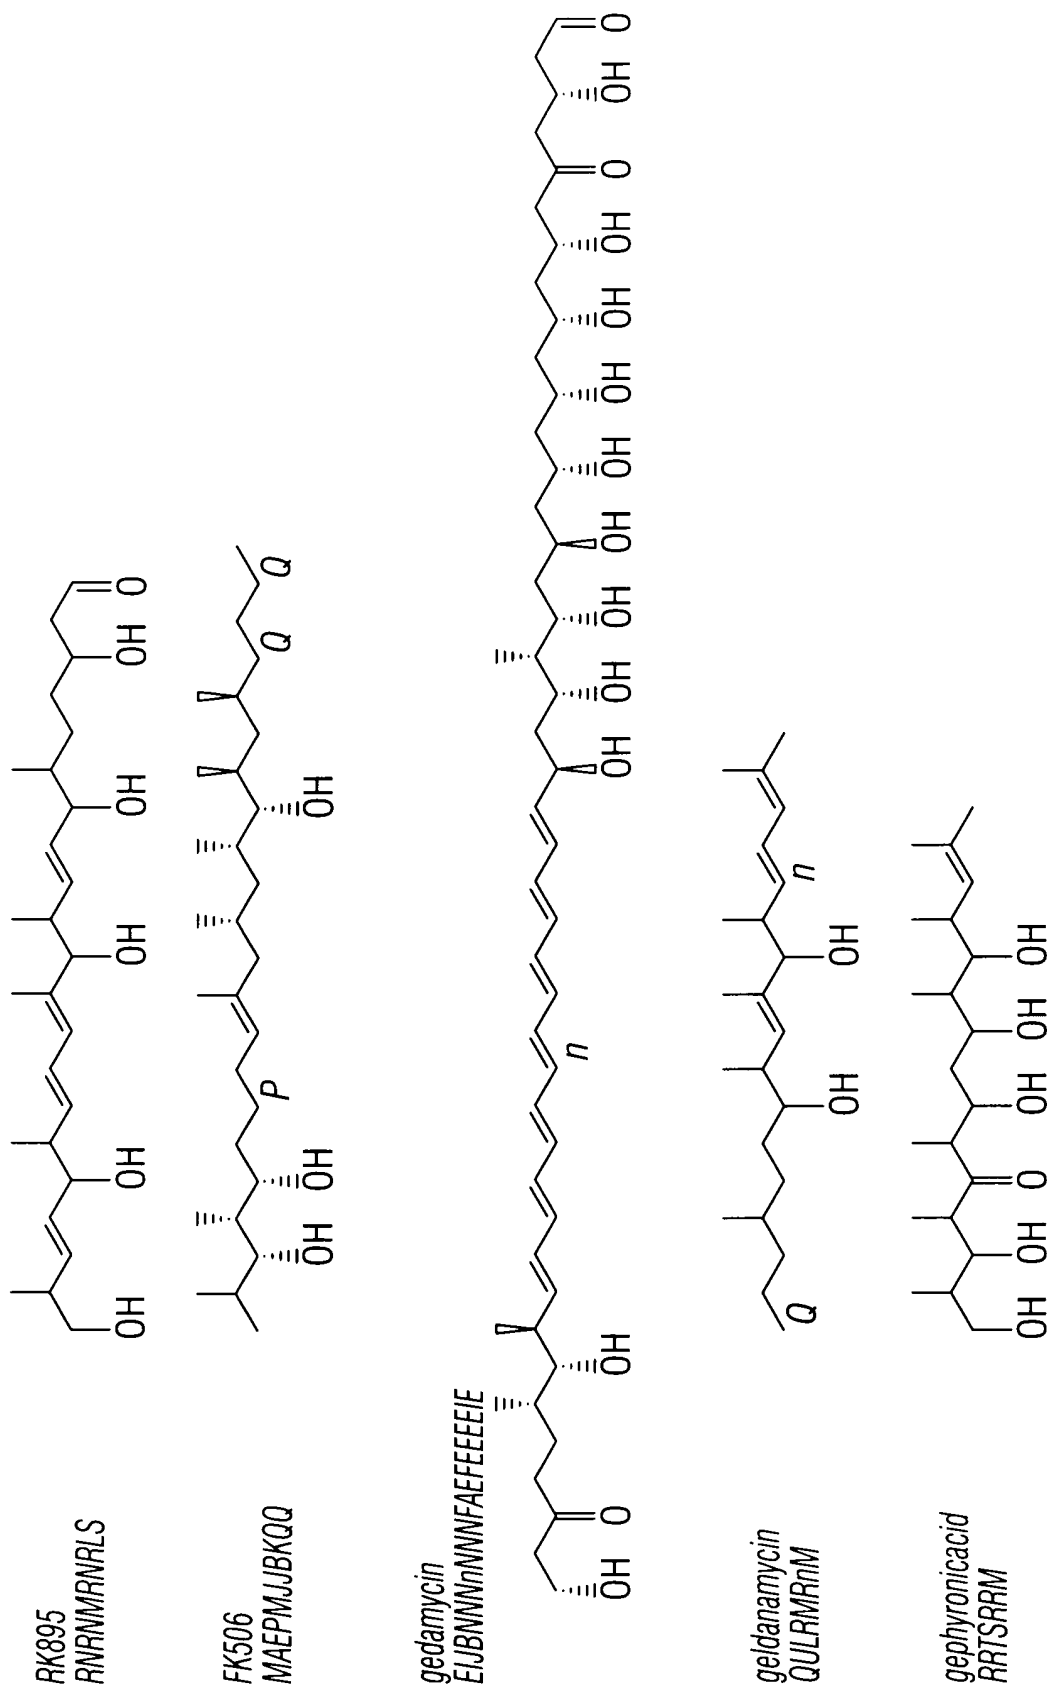 RK895
RNRNMRNRLS
OH OH OH OH OH O
FK506
MAEPMJJBKQQ
P Q Q
OH OH OH
gedamycin
EIJBNNNnNNNFAEFEEEEIE
n
OH O OH OH OH OH OH OH OH OH OH O OH O
geldanamycin
QULRMRnM
Q n
OH OH
gephyronicacid
RRTSRRM
OH OH O OH OH OH